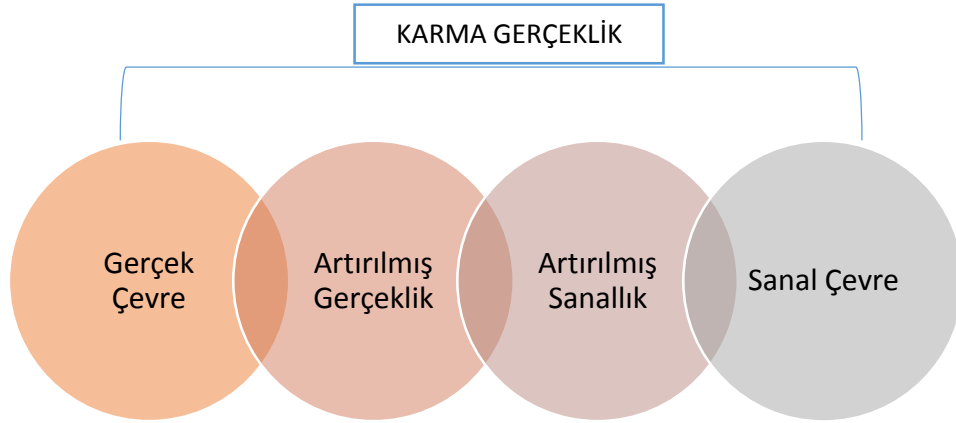 KARMA GERÇEKLİK
Gerçek
Çevre
Artırılmış
Gerçeklik
Artırılmış
Sanallık
Sanal Çevre